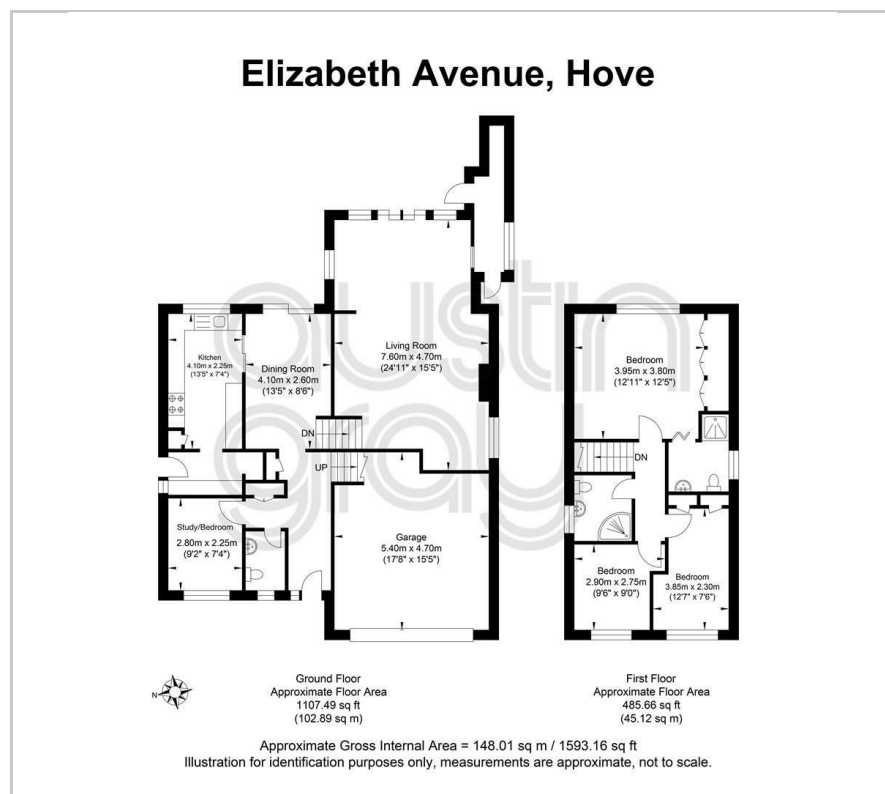 Elizabeth Avenue, Hove
austin
gray
Kitchen
4.10m x 2.25m
(13'5" x 7'4")
Dining Room
4.10m x 2.60m
(13'5" x 8'6")
Living Room
7.60m x 4.70m
(24'11" x 15'5")
DN
UP
Study/Bedroom
2.80m x 2.25m
(9'2" x 7'4")
Garage
5.40m x 4.70m
(17'8" x 15'5")
Bedroom
3.95m x 3.80m
(12'11" x 12'5")
DN
Bedroom
2.90m x 2.75m
(9'6" x 9'0")
Bedroom
3.85m x 2.30m
(12'7" x 7'6")
N
Ground Floor
Approximate Floor Area
1107.49 sq ft
(102.89 sq m)
First Floor
Approximate Floor Area
485.66 sq ft
(45.12 sq m)
Approximate Gross Internal Area = 148.01 sq m / 1593.16 sq ft
Illustration for identification purposes only, measurements are approximate, not to scale.